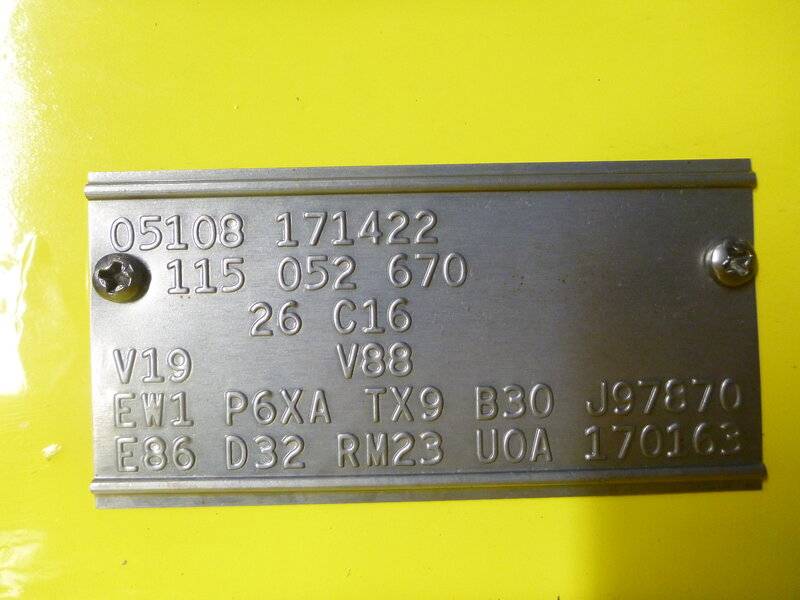 05108 171422
115 052 670
26 C16
V19 V88
EW1 P6XA TX9 B30 J97870
E86 D32 RM23 U0A 170163